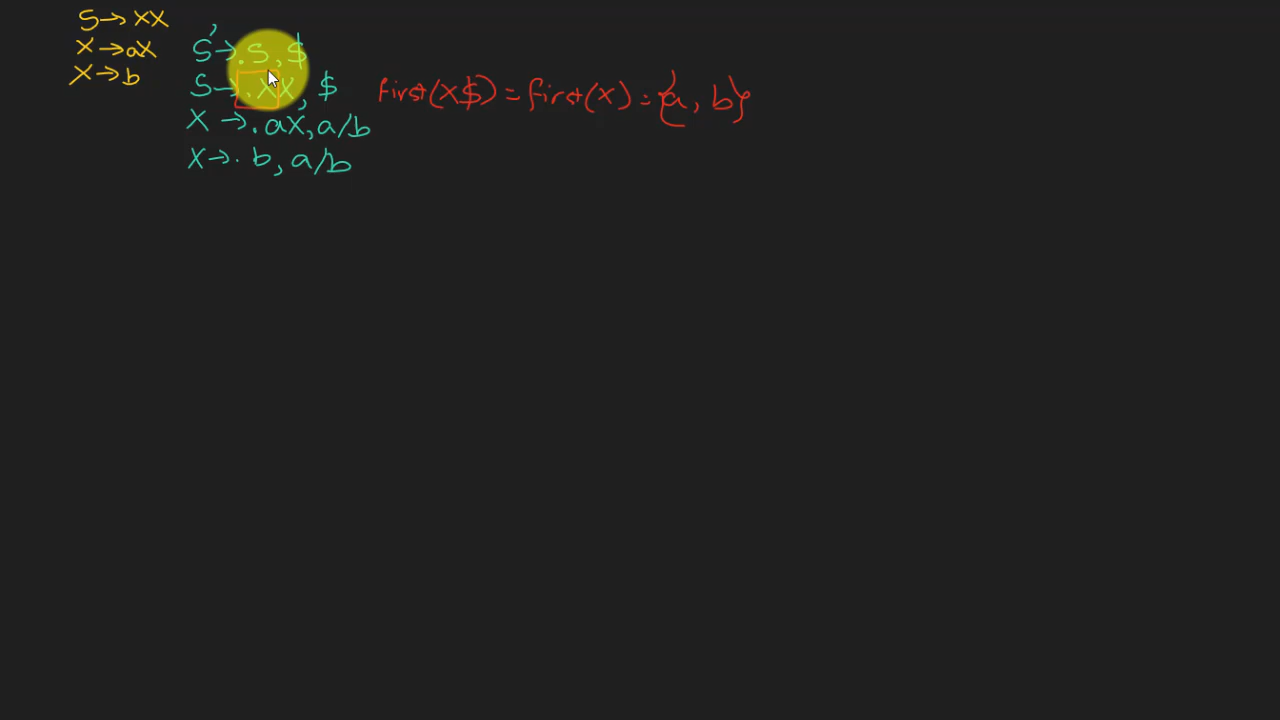 S→XX
X→aX
X→b
S'→.S,$
S→.XX,$
X→.aX,a/b
X→.b,a/b
first(X$)=first(X)={a,b}